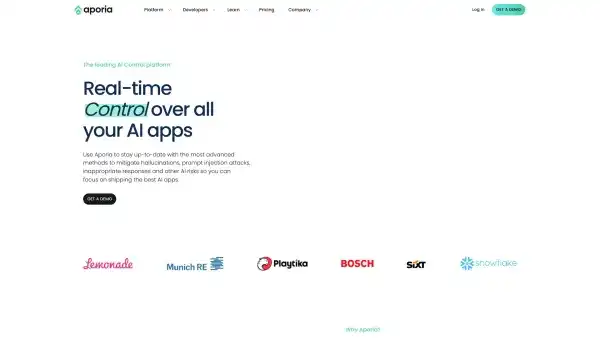 aporia Platform Developers Learn Pricing Company Log in GET A DEMO
The leading AI Control platform
Real-time
Control over all
your AI apps
Use Aporia to stay up-to-date with the most advanced
methods to mitigate hallucinations, prompt injection attacks,
inappropriate responses and other AI risks so you can
focus on shipping the best AI apps.
GET A DEMO
Lemonade Munich RE Playtika BOSCH SIXT snowflake
Why Aporia?